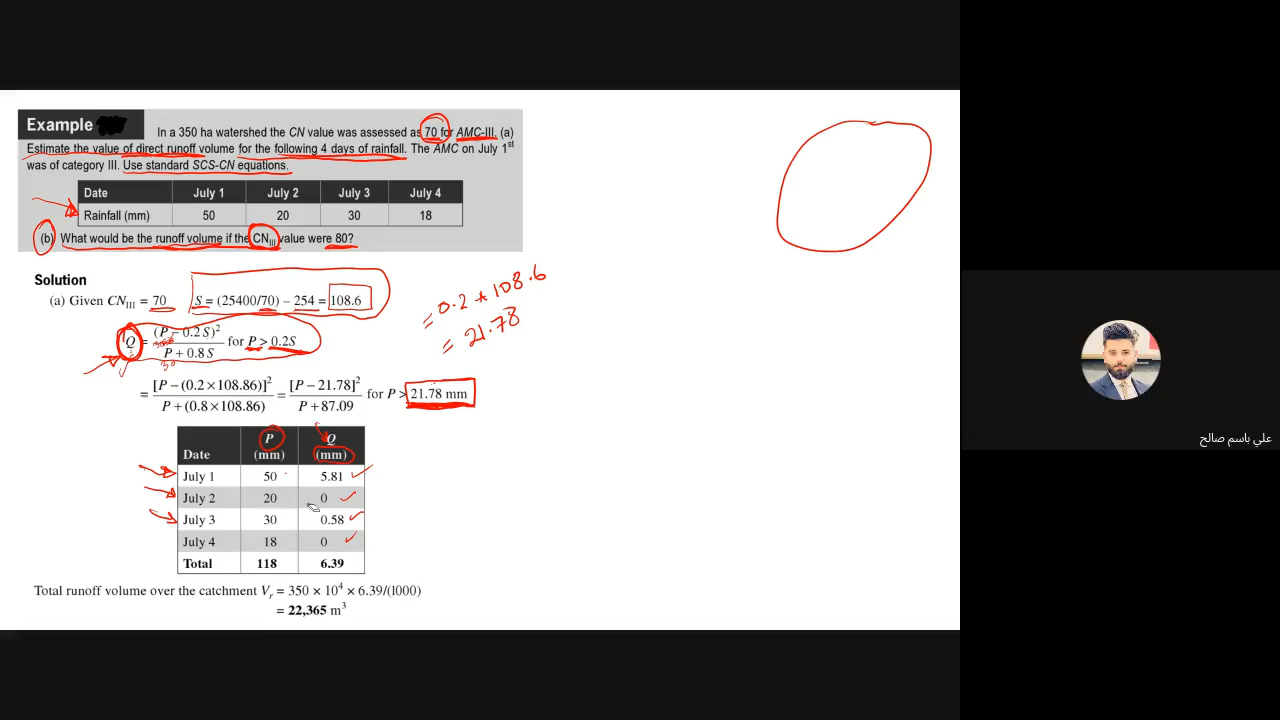 Example
In a 350 ha watershed the CN value was assessed as 70 for AMC-III. (a)
Estimate the value of direct runoff volume for the following 4 days of rainfall. The AMC on July 1st
was of category III. Use standard SCS-CN equations.
Date July 1 July 2 July 3 July 4
Rainfall (mm) 50 20 30 18
(b) What would be the runoff volume if the CN_III value were 80?
Solution
(a) Given CN_III = 70 S = (25400/70) – 254 = 108.6
= 0.2 * 108.6
= 21.78
Q = (P – 0.2 S)² / P + 0.8 S for P > 0.2S
30
= [P – (0.2 × 108.86)]² / P + (0.8 × 108.86) = [P – 21.78]² / P + 87.09 for P > 21.78 mm
Date P (mm) Q (mm)
July 1 50 5.81
July 2 20 0
July 3 30 0.58
July 4 18 0
Total 118 6.39
Total runoff volume over the catchment V_r = 350 × 10⁴ × 6.39/(1000)
= 22,365 m³
علي باسم صالح